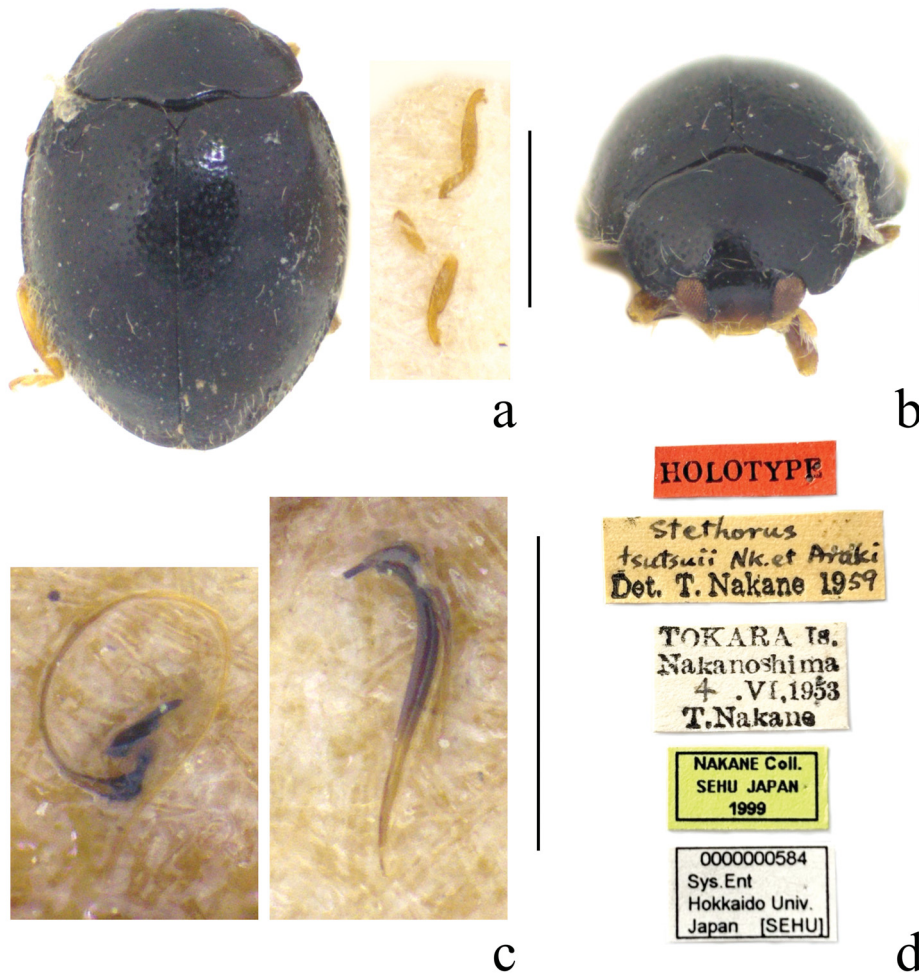 a
b
HOLOTYPE
Stethorus
tsutsuii Nk. et Araki
Det. T. Nakane 1959
TOKARA Is.
Nakanoshima
4 .VI,1953
T.Nakane
NAKANE Coll.
SEHU JAPAN
1999
0000000584
Sys.Ent
Hokkaido Univ.
Japan [SEHU]
c
d